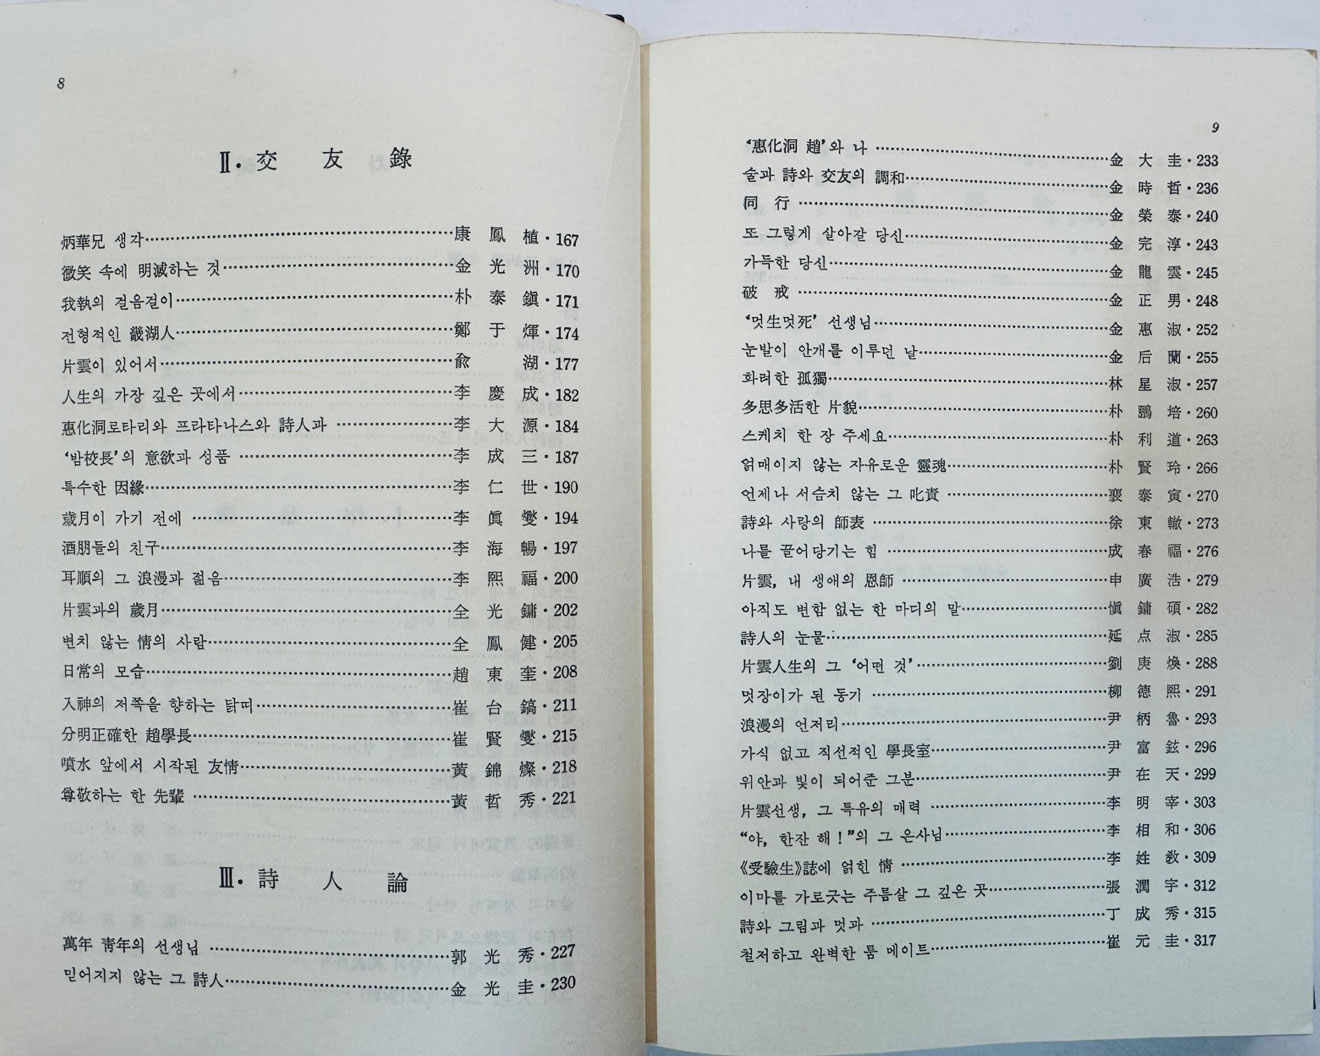 8
Ⅱ. 交 友 錄
炳華兄 생각 康 鳳 植·167
微笑 속에 明滅하는 것 金 光 洲·170
我執의 걸음걸이 朴 泰 鎭·171
전형적인 畿湖人 鄭 于 煇·174
片雲이 있어서 兪 湖·177
人生의 가장 깊은 곳에서 李 慶 成·182
惠化洞로타리와 프라타나스와 詩人과 李 大 源·184
‘밤校長’의 意欲과 성품 李 成 三·187
특수한 因緣 李 仁 世·190
歲月이 가기 전에 李 眞 燮·194
酒朋들의 친구 李 海 暢·197
耳順의 그 浪漫과 젊음 李 熙 福·200
片雲과의 歲月 全 光 鏞·202
변치 않는 情의 사람 全 鳳 健·205
日常의 모습 趙 東 奎·208
入神의 저쪽을 향하는 닭띠 崔 台 鎬·211
分明正確한 趙學長 崔 賢 燮·215
噴水 앞에서 시작된 友情 黃 錦 燦·218
尊敬하는 한 先輩 黃 哲 秀·221
Ⅲ. 詩 人 論
萬年 靑年의 선생님 郭 光 秀·227
믿어지지 않는 그 詩人 金 光 圭·230
9
‘惠化洞 趙’와 나 金 大 圭·233
술과 詩와 交友의 調和 金 時 哲·236
同 行 金 榮 泰·240
또 그렇게 살아갈 당신 金 完 淳·243
가득한 당신 金 龍 雲·245
破 戒 金 正 男·248
‘멋生멋死’ 선생님 金 惠 淑·252
눈발이 안개를 이루던 날 金 后 蘭·255
화려한 孤獨 林 星 淑·257
多思多活한 片貌 朴 鵬 培·260
스케치 한 장 주세요 朴 利 道·263
얽매이지 않는 자유로운 靈魂 朴 賢 玲·266
언제나 서슴치 않는 그 叱責 裵 泰 寅·270
詩와 사랑의 師表 徐 東 轍·273
나를 끌어당기는 힘 成 春 福·276
片雲, 내 생애의 恩師 申 廣 浩·279
아직도 변함 없는 한 마디의 말 愼 鏞 碩·282
詩人의 눈물 延 点 淑·285
片雲人生의 그 ‘어떤 것’ 劉 庚 煥·288
멋장이가 된 동기 柳 德 熙·291
浪漫의 언저리 尹 柄 魯·293
가식 없고 직선적인 學長室 尹 富 鉉·296
위안과 빛이 되어준 그분 尹 在 天·299
片雲선생, 그 특유의 매력 李 明 宰·303
“야, 한잔 해！”의 그 은사님 李 相 和·306
《受驗生》誌에 얽힌 情 李 姓 敎·309
이마를 가로긋는 주름살 그 깊은 곳 張 潤 宇·312
詩와 그림과 멋과 丁 成 秀·315
철저하고 완벽한 룸 메이트 崔 元 圭·317